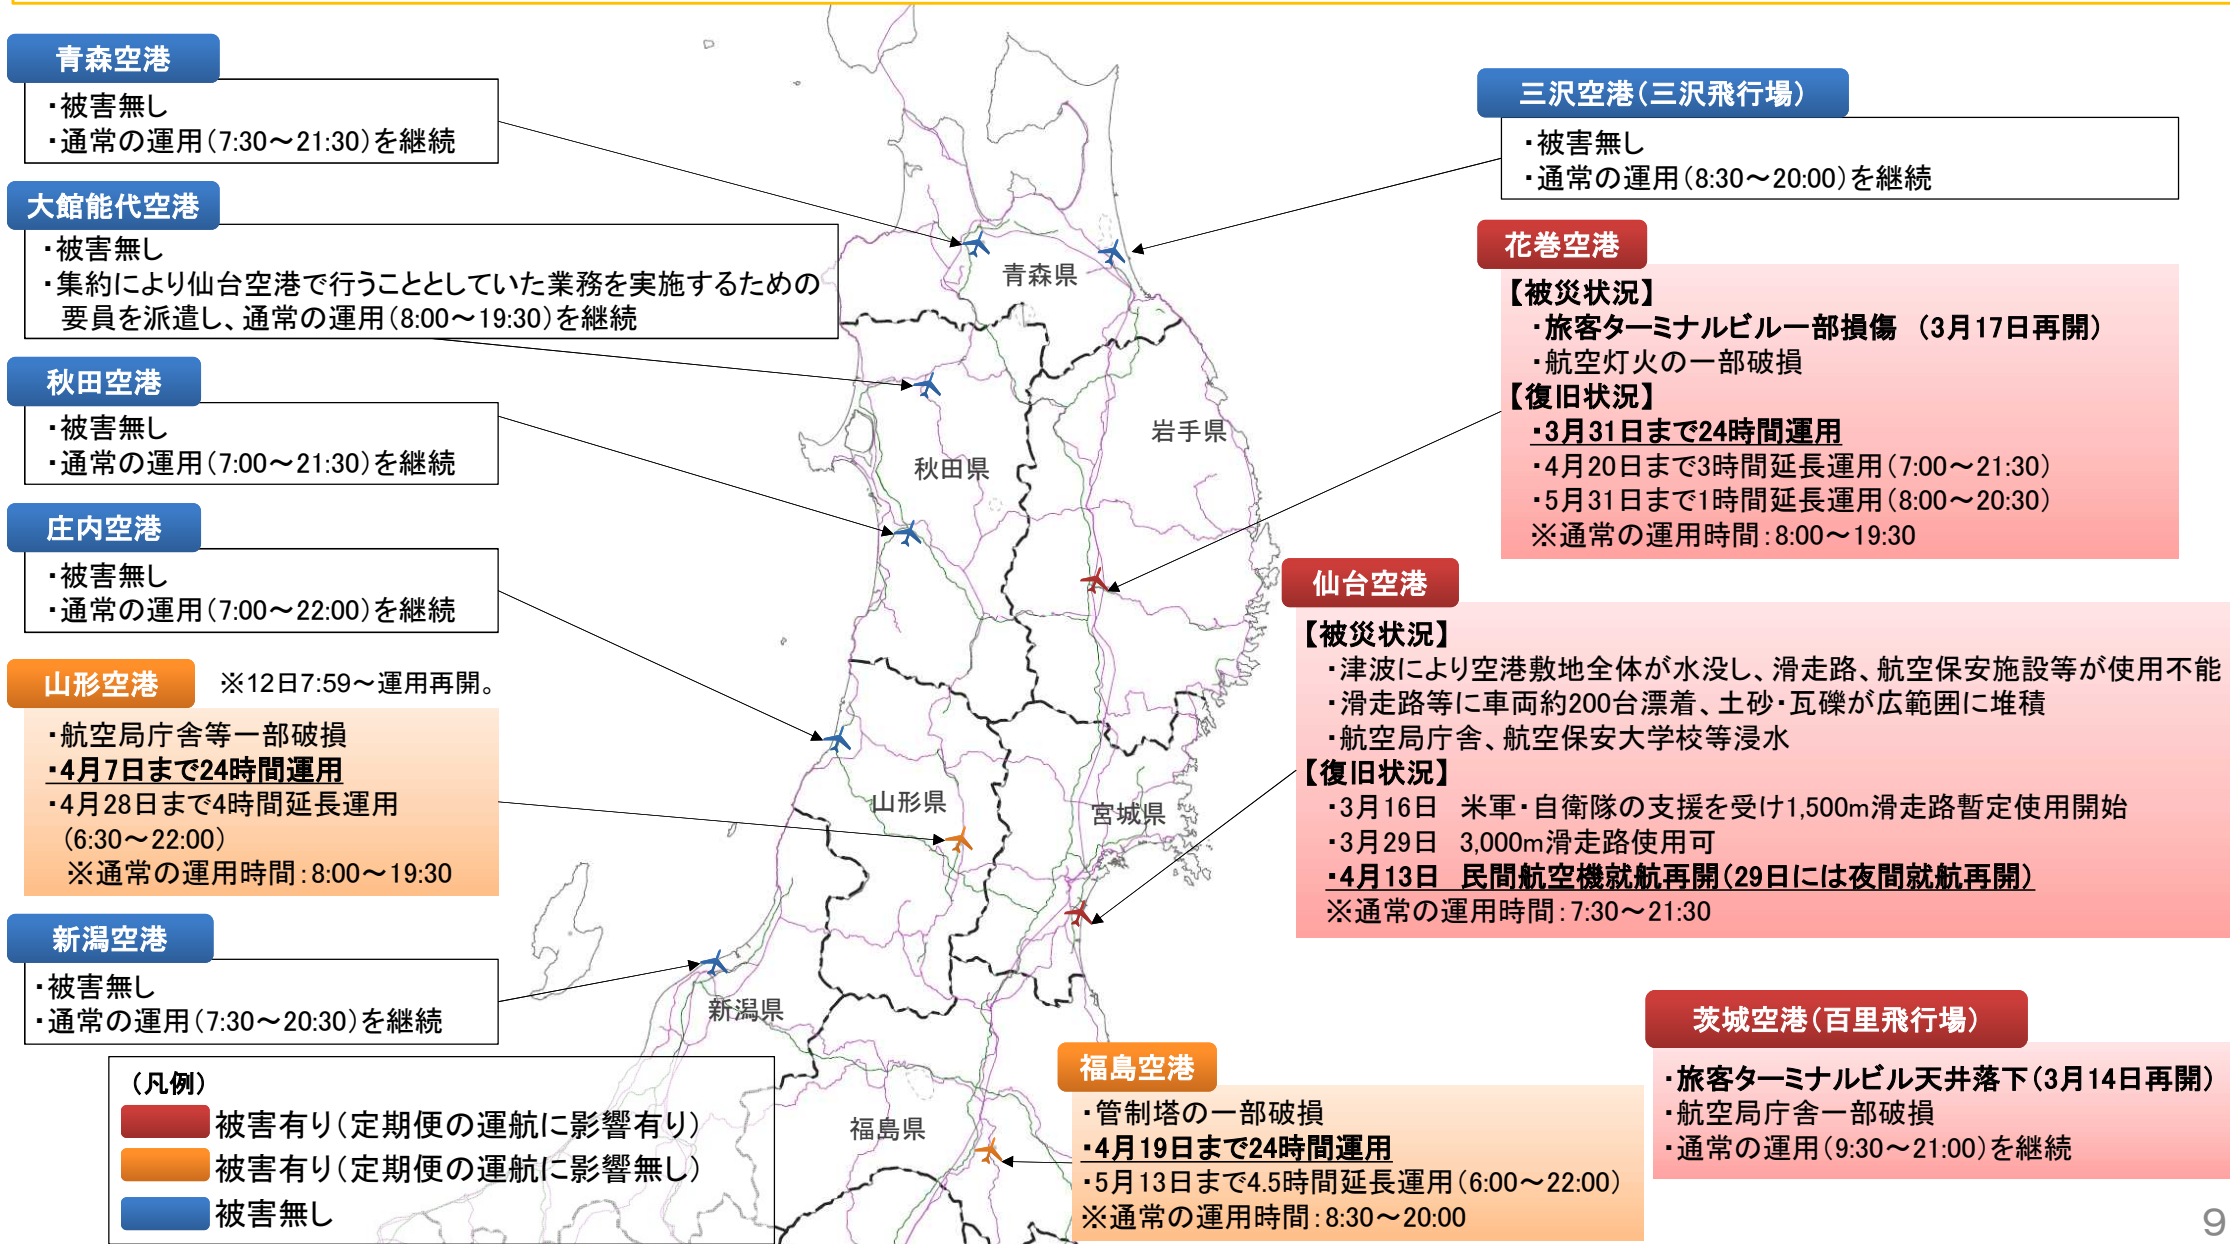 青森空港
・被害無し
・通常の運用(7:30～21:30)を継続
大館能代空港
・被害無し
・集約により仙台空港で行うこととしていた業務を実施するための
要員を派遣し、通常の運用(8:00～19:30)を継続
秋田空港
・被害無し
・通常の運用(7:00～21:30)を継続
庄内空港
・被害無し
・通常の運用(7:00～22:00)を継続
山形空港 ※12日7:59～運用再開。
・航空局庁舎等一部破損
・4月7日まで24時間運用
・4月28日まで4時間延長運用
(6:30～22:00)
※通常の運用時間:8:00～19:30
新潟空港
・被害無し
・通常の運用(7:30～20:30)を継続
(凡例)
被害有り(定期便の運航に影響有り)
被害有り(定期便の運航に影響無し)
被害無し
青森県
岩手県
秋田県
山形県
宮城県
新潟県
福島県
三沢空港(三沢飛行場)
・被害無し
・通常の運用(8:30～20:00)を継続
花巻空港
【被災状況】
・旅客ターミナルビル一部損傷 (3月17日再開)
・航空灯火の一部破損
【復旧状況】
・3月31日まで24時間運用
・4月20日まで3時間延長運用(7:00～21:30)
・5月31日まで1時間延長運用(8:00～20:30)
※通常の運用時間:8:00～19:30
仙台空港
【被災状況】
・津波により空港敷地全体が水没し、滑走路、航空保安施設等が使用不能
・滑走路等に車両約200台漂着、土砂・瓦礫が広範囲に堆積
・航空局庁舎、航空保安大学校等浸水
【復旧状況】
・3月16日 米軍・自衛隊の支援を受け1,500m滑走路暫定使用開始
・3月29日 3,000m滑走路使用可
・4月13日 民間航空機就航再開(29日には夜間就航再開)
※通常の運用時間:7:30～21:30
福島空港
・管制塔の一部破損
・4月19日まで24時間運用
・5月13日まで4.5時間延長運用(6:00～22:00)
※通常の運用時間:8:30～20:00
茨城空港(百里飛行場)
・旅客ターミナルビル天井落下(3月14日再開)
・航空局庁舎一部破損
・通常の運用(9:30～21:00)を継続
9